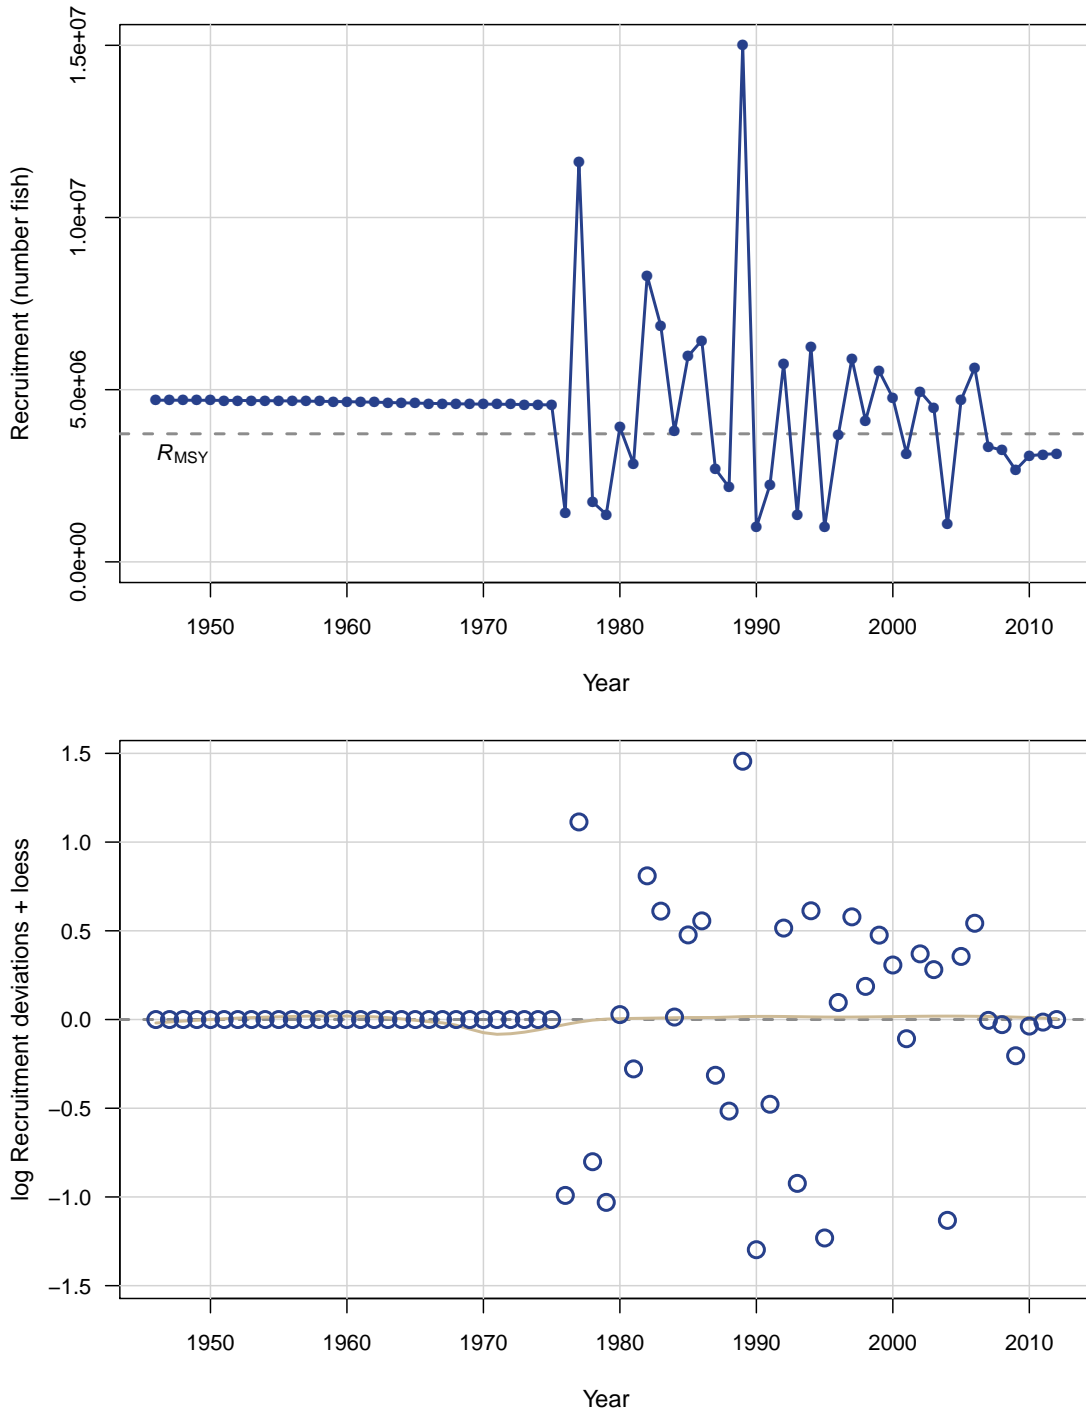 Recruitment (number fish)
1.5e+07
1.0e+07
5.0e+06
0.0e+00
RMSY
1950 1960 1970 1980 1990 2000 2010
Year
log Recruitment deviations + loess
1.5
1.0
0.5
0.0
−0.5
−1.0
−1.5
1950 1960 1970 1980 1990 2000 2010
Year